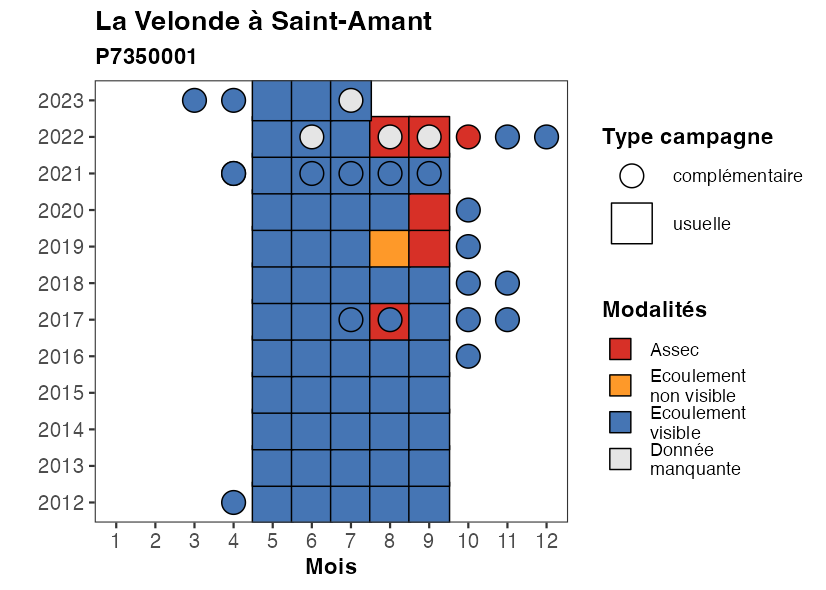 La Velonde à Saint-Amant
P7350001
2023
2022
2021
2020
2019
2018
2017
2016
2015
2014
2013
2012
1 2 3 4 5 6 7 8 9 10 11 12
Mois
Type campagne
complémentaire
usuelle
Modalités
Assec
Ecoulement
non visible
Ecoulement
visible
Donnée
manquante